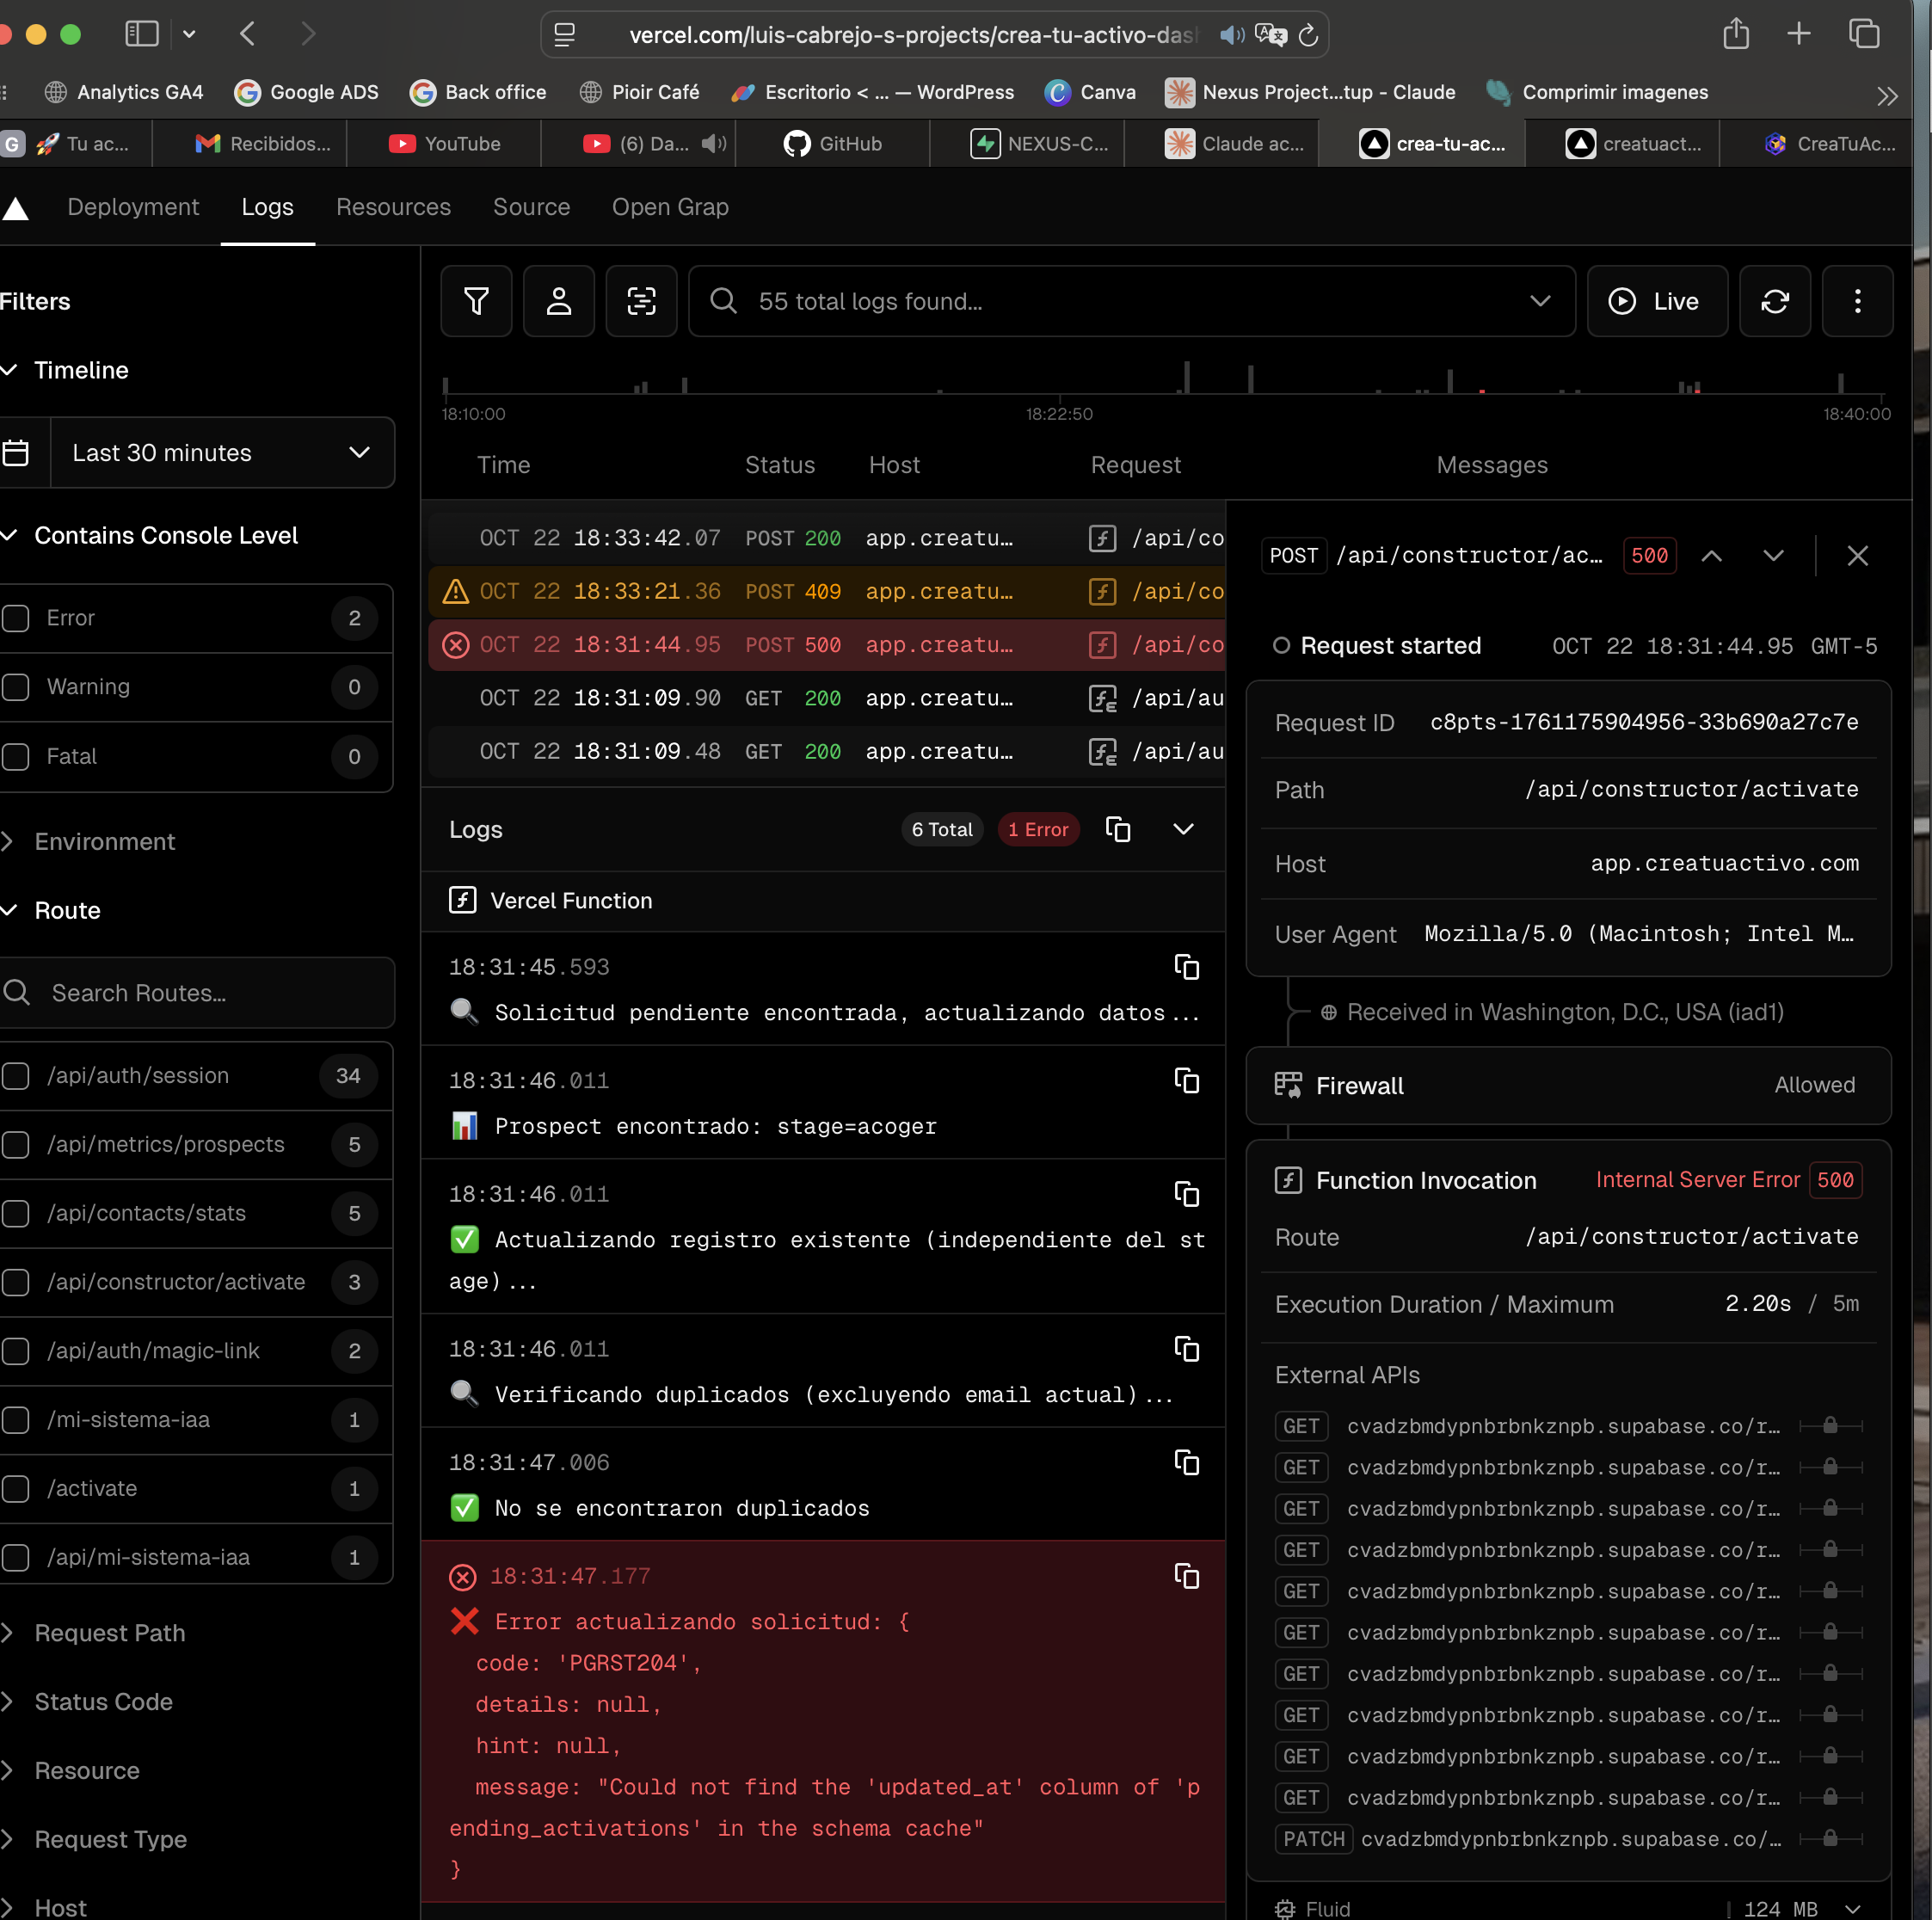 vercel.com/luis-cabrejo-s-projects/crea-tu-activo-das
Analytics GA4
Google ADS
Back office
Pioir Café
Escritorio < ... — WordPress
Canva
Nexus Project...tup - Claude
Comprimir imagenes
G 🚀 Tu ac...
Recibidos...
YouTube
(6) Da...
GitHub
NEXUS-C...
Claude ac...
crea-tu-ac...
creatuact...
CreaTuAc...
Deployment
Logs
Resources
Source
Open Grap
Filters
Timeline
Last 30 minutes
Contains Console Level
Error 2
Warning 0
Fatal 0
Environment
Route
Search Routes...
/api/auth/session 34
/api/metrics/prospects 5
/api/contacts/stats 5
/api/constructor/activate 3
/api/auth/magic-link 2
/mi-sistema-iaa 1
/activate 1
/api/mi-sistema-iaa 1
Request Path
Status Code
Resource
Request Type
Host
55 total logs found...
Live
18:10:00
18:22:50
18:40:00
Time Status Host Request Messages
OCT 22 18:33:42.07 POST 200 app.creatu... /api/co
OCT 22 18:33:21.36 POST 409 app.creatu... /api/co
OCT 22 18:31:44.95 POST 500 app.creatu... /api/co
OCT 22 18:31:09.90 GET 200 app.creatu... /api/au
OCT 22 18:31:09.48 GET 200 app.creatu... /api/au
Logs 6 Total 1 Error
Vercel Function
18:31:45.593
🔍 Solicitud pendiente encontrada, actualizando datos...
18:31:46.011
📊 Prospect encontrado: stage=acoger
18:31:46.011
✅ Actualizando registro existente (independiente del st
age)...
18:31:46.011
🔍 Verificando duplicados (excluyendo email actual)...
18:31:47.006
✅ No se encontraron duplicados
18:31:47.177
❌ Error actualizando solicitud: {
code: 'PGRST204',
details: null,
hint: null,
message: "Could not find the 'updated_at' column of 'p
ending_activations' in the schema cache"
}
POST /api/constructor/ac... 500
Request started OCT 22 18:31:44.95 GMT-5
Request ID c8pts-1761175904956-33b690a27c7e
Path /api/constructor/activate
Host app.creatuactivo.com
User Agent Mozilla/5.0 (Macintosh; Intel M...
Received in Washington, D.C., USA (iad1)
Firewall Allowed
Function Invocation Internal Server Error 500
Route /api/constructor/activate
Execution Duration / Maximum 2.20s / 5m
External APIs
GET cvadzbmdypnbrbnkznpb.supabase.co/r...
GET cvadzbmdypnbrbnkznpb.supabase.co/r...
GET cvadzbmdypnbrbnkznpb.supabase.co/r...
GET cvadzbmdypnbrbnkznpb.supabase.co/r...
GET cvadzbmdypnbrbnkznpb.supabase.co/r...
GET cvadzbmdypnbrbnkznpb.supabase.co/r...
GET cvadzbmdypnbrbnkznpb.supabase.co/r...
GET cvadzbmdypnbrbnkznpb.supabase.co/r...
GET cvadzbmdypnbrbnkznpb.supabase.co/r...
GET cvadzbmdypnbrbnkznpb.supabase.co/r...
PATCH cvadzbmdypnbrbnkznpb.supabase.co/...
Fluid 124 MB